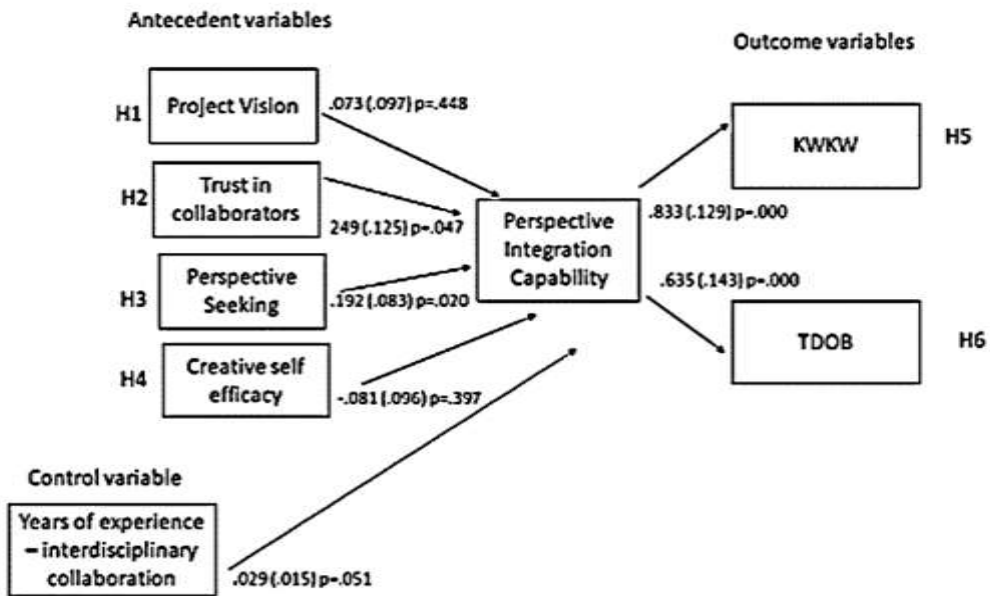 Antecedent variables
Outcome variables
H1
Project Vision
.073 (.097) p=.448
H2
Trust in
collaborators
249 (.125) p=.047
H3
Perspective
Seeking
.192 (.083) p=.020
H4
Creative self
efficacy
-.081 (.096) p=.397
Perspective
Integration
Capability
KWKW
H5
.833 (.129) p=.000
.635 (.143) p=.000
TDOB
H6
Control variable
Years of experience
– interdisciplinary
collaboration
.029 (.015) p=.051